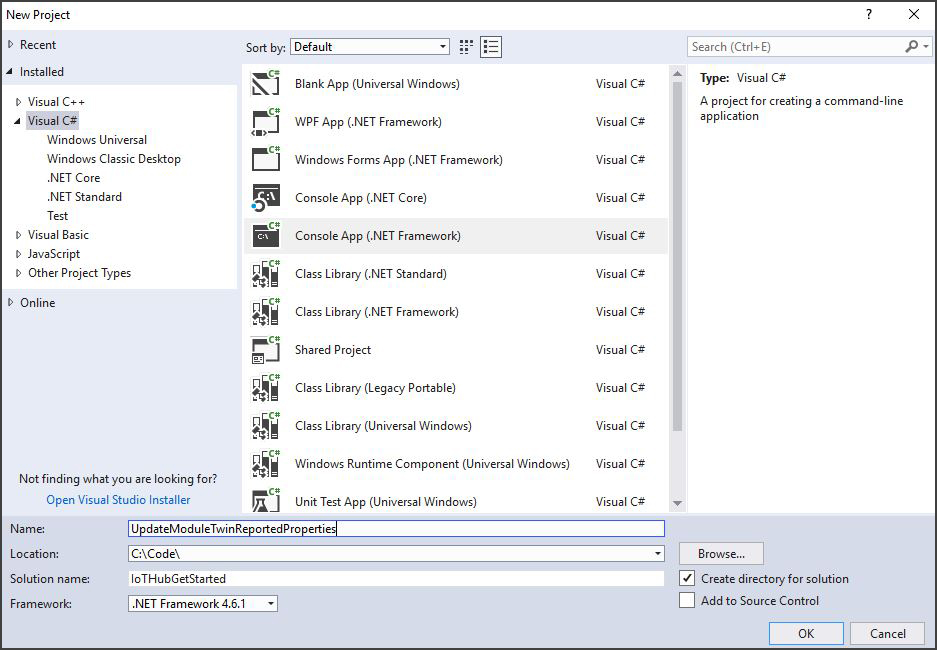 New Project
?
Recent
Installed
Visual C++
Visual C#
Windows Universal
Windows Classic Desktop
.NET Core
.NET Standard
Test
Visual Basic
JavaScript
Other Project Types
Online
Not finding what you are looking for?
Open Visual Studio Installer
Sort by: Default
Blank App (Universal Windows) Visual C#
WPF App (.NET Framework) Visual C#
Windows Forms App (.NET Framework) Visual C#
Console App (.NET Core) Visual C#
Console App (.NET Framework) Visual C#
Class Library (.NET Standard) Visual C#
Class Library (.NET Framework) Visual C#
Shared Project Visual C#
Class Library (Legacy Portable) Visual C#
Class Library (Universal Windows) Visual C#
Windows Runtime Component (Universal Windows) Visual C#
Unit Test App (Universal Windows) Visual C#
Search (Ctrl+E)
Type: Visual C#
A project for creating a command-line
application
Name: UpdateModuleTwinReportedProperties
Location: C:\Code\ Browse...
Solution name: IoTHubGetStarted Create directory for solution
Framework: .NET Framework 4.6.1 Add to Source Control
OK Cancel